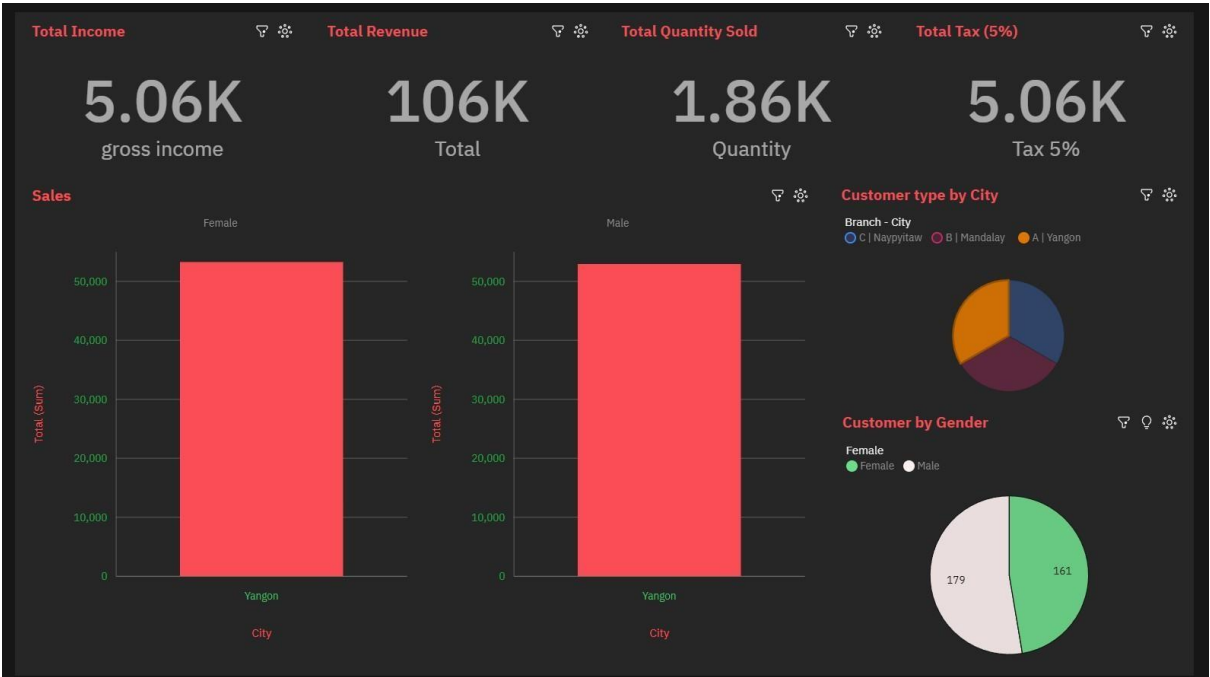 Total Income
Total Revenue
Total Quantity Sold
Total Tax (5%)
5.06K
gross income
106K
Total
1.86K
Quantity
5.06K
Tax 5%
Sales
Female
Total (Sum)
50,000
40,000
30,000
20,000
10,000
0
Yangon
City
Male
Total (Sum)
50,000
40,000
30,000
20,000
10,000
0
Yangon
City
Customer type by City
Branch - City
C | Naypyitaw B | Mandalay A | Yangon
Customer by Gender
Female
Female Male
179
161